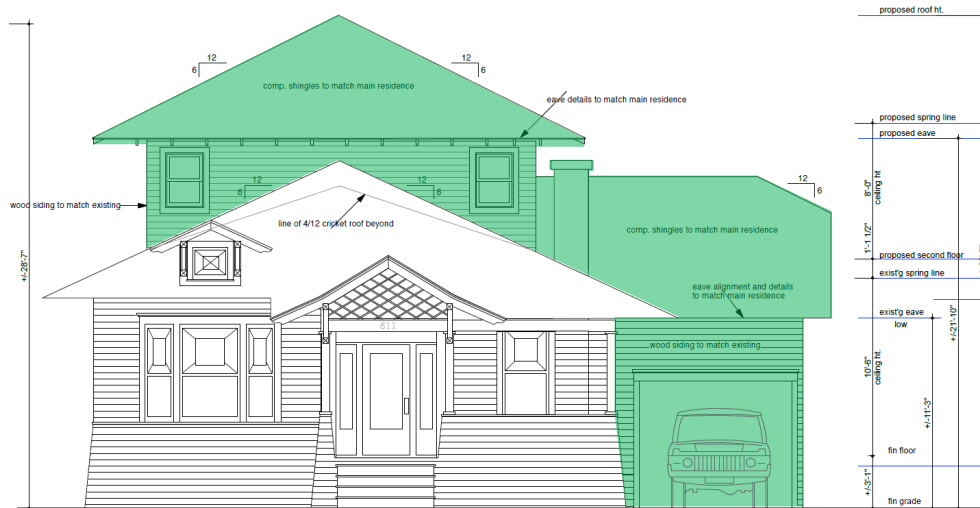 proposed roof ht.
12
6
12
6
comp. shingles to match main residence
eave details to match main residence
proposed spring line
proposed eave
8'-0"
ceiling ht
12
6
12
6
12
6
wood siding to match existing
line of 4/12 cricket roof beyond
comp. shingles to match main residence
1'-1 1/2"
proposed second floor
exist'g spring line
+/-28'-7"
eave alignment and details
to match main residence
exist'g eave
low
+/-21'-10"
611
wood siding to match existing
10'-6"
ceiling ht.
+/-11'-3"
fin floor
+/-3'-1"
fin grade